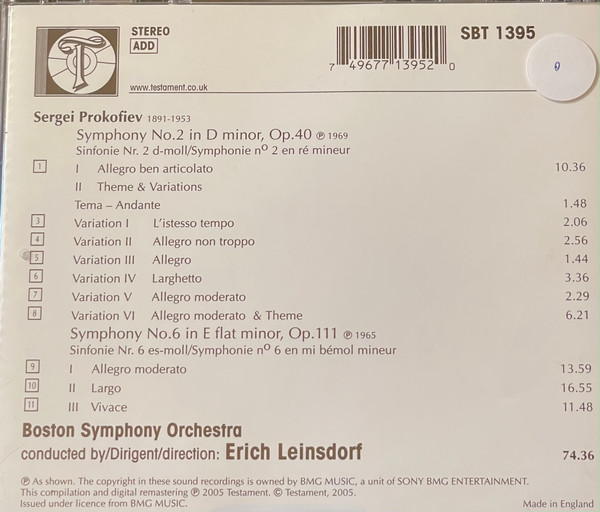 STEREO
ADD
SBT 1395
7 49677 13952 0
www.testament.co.uk
Sergei Prokofiev 1891-1953
Symphony No.2 in D minor, Op.40 ℗ 1969
Sinfonie Nr. 2 d-moll/Symphonie nº 2 en ré mineur
1 I Allegro ben articolato 10.36
II Theme & Variations
Tema – Andante 1.48
3 Variation I L'istesso tempo 2.06
4 Variation II Allegro non troppo 2.56
5 Variation III Allegro 1.44
6 Variation IV Larghetto 3.36
7 Variation V Allegro moderato 2.29
8 Variation VI Allegro moderato & Theme 6.21
Symphony No.6 in E flat minor, Op.111 ℗ 1965
Sinfonie Nr. 6 es-moll/Symphonie nº 6 en mi bémol mineur
9 I Allegro moderato 13.59
10 II Largo 16.55
11 III Vivace 11.48
Boston Symphony Orchestra
conducted by/Dirigent/direction: Erich Leinsdorf 74.36
℗ As shown. The copyright in these sound recordings is owned by BMG MUSIC, a unit of SONY BMG ENTERTAINMENT.
This compilation and digital remastering ℗ 2005 Testament. © Testament, 2005.
Issued under licence from BMG MUSIC. Made in England